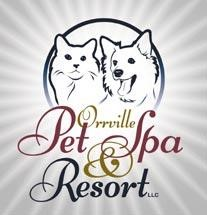 Orrville
Pet Spa
&
Resort LLC